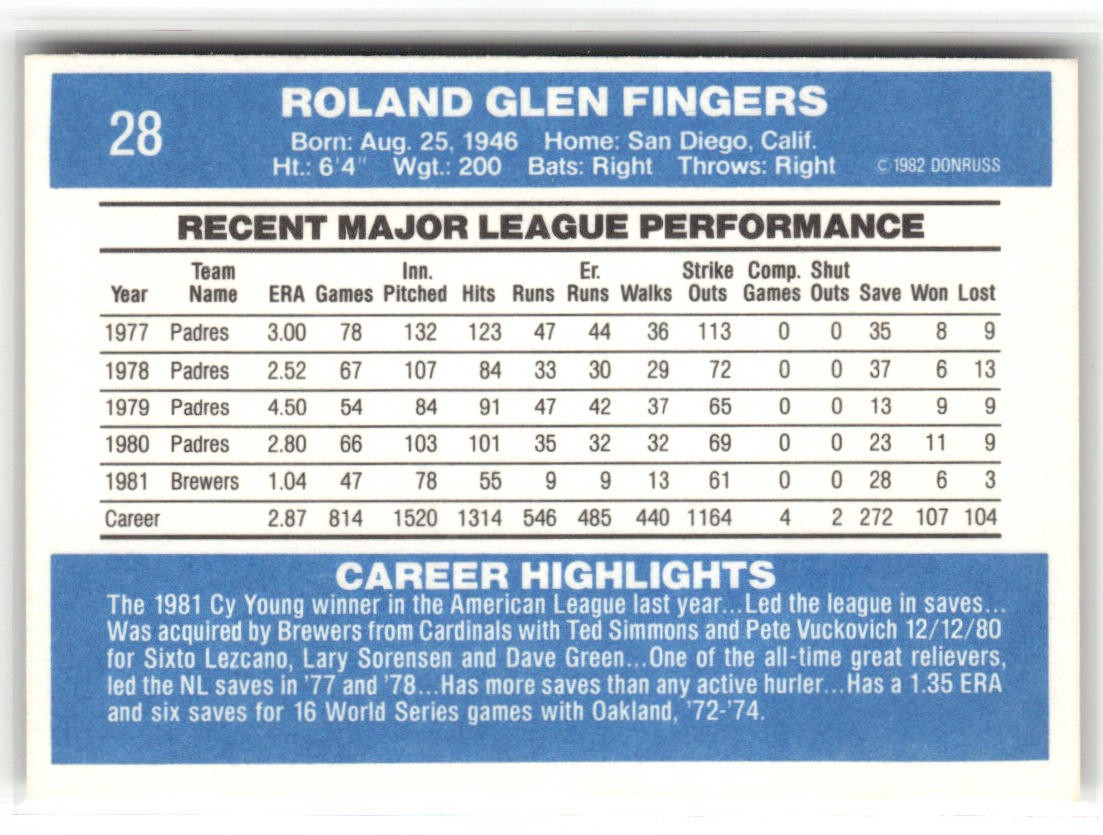 28
ROLAND GLEN FINGERS
Born: Aug. 25, 1946 Home: San Diego, Calif.
Ht.: 6'4" Wgt.: 200 Bats: Right Throws: Right
© 1982 DONRUSS
RECENT MAJOR LEAGUE PERFORMANCE
Team Inn. Er. Strike Comp. Shut
Year Name ERA Games Pitched Hits Runs Runs Walks Outs Games Outs Save Won Lost
1977 Padres 3.00 78 132 123 47 44 36 113 0 0 35 8 9
1978 Padres 2.52 67 107 84 33 30 29 72 0 0 37 6 13
1979 Padres 4.50 54 84 91 47 42 37 65 0 0 13 9 9
1980 Padres 2.80 66 103 101 35 32 32 69 0 0 23 11 9
1981 Brewers 1.04 47 78 55 9 9 13 61 0 0 28 6 3
Career 2.87 814 1520 1314 546 485 440 1164 4 2 272 107 104
CAREER HIGHLIGHTS
The 1981 Cy Young winner in the American League last year...Led the league in saves...
Was acquired by Brewers from Cardinals with Ted Simmons and Pete Vuckovich 12/12/80
for Sixto Lezcano, Lary Sorensen and Dave Green...One of the all-time great relievers,
led the NL saves in '77 and '78...Has more saves than any active hurler...Has a 1.35 ERA
and six saves for 16 World Series games with Oakland, '72-'74.